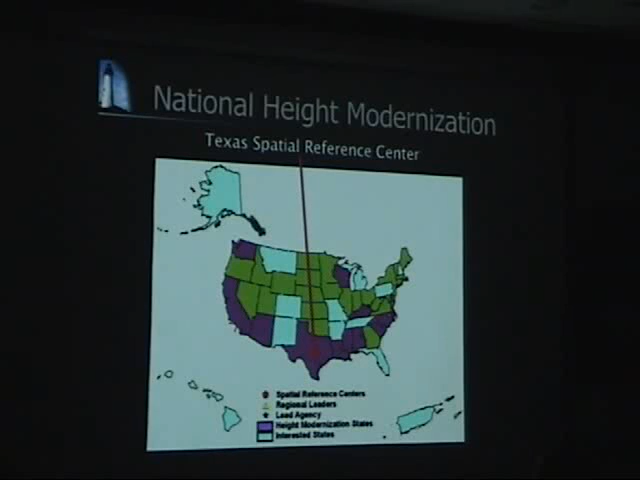 National Height Modernization
Texas Spatial Reference Center
Spatial Reference Centers
Regional Leaders
Lead Agency
Height Modernization States
Interested States